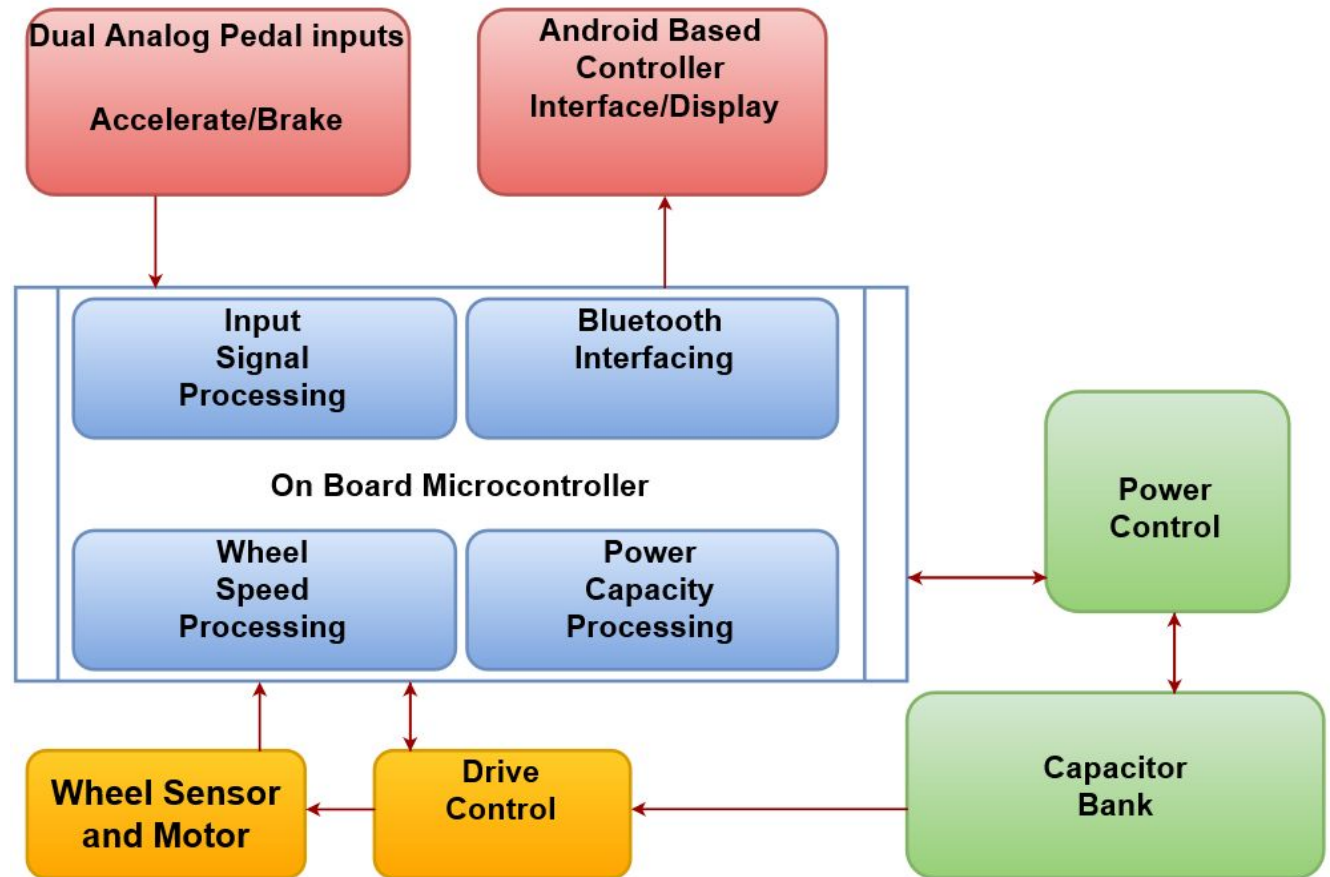 Dual Analog Pedal inputs
Accelerate/Brake
Android Based
Controller
Interface/Display
Input
Signal
Processing
Bluetooth
Interfacing
On Board Microcontroller
Wheel
Speed
Processing
Power
Capacity
Processing
Power
Control
Wheel Sensor
and Motor
Drive
Control
Capacitor
Bank